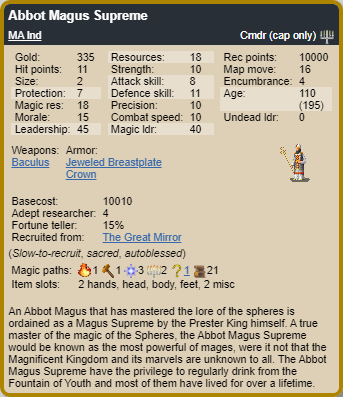 Abbot Magus Supreme
MA Ind Cmdr (cap only)
Gold: 335 Resources: 18 Rec points: 10000
Hit points: 11 Strength: 10 Map move: 16
Size: 2 Attack skill: 8 Encumbrance: 4
Protection: 7 Defence skill: 11 Age: 110
Magic res: 18 Precision: 10 (195)
Morale: 15 Combat speed: 10 Undead ldr: 0
Leadership: 45 Magic ldr: 40
Weapons: Armor:
Baculus Jeweled Breastplate
Crown
Basecost: 10010
Adept researcher: 4
Fortune teller: 15%
Recruited from: The Great Mirror
(Slow-to-recruit, sacred, autoblessed)
Magic paths: 1 1 3 2 ? 1 21
Item slots: 2 hands, head, body, feet, 2 misc
An Abbot Magus that has mastered the lore of the spheres is
ordained as a Magus Supreme by the Prester King himself. A true
master of the magic of the Spheres, the Abbot Magus Supreme
would be known as the most powerful of mages, were it not that the
Magnificent Kingdom and its marvels are unknown to all. The Abbot
Magus Supreme have the privilege to regularly drink from the
Fountain of Youth and most of them have lived for over a lifetime.